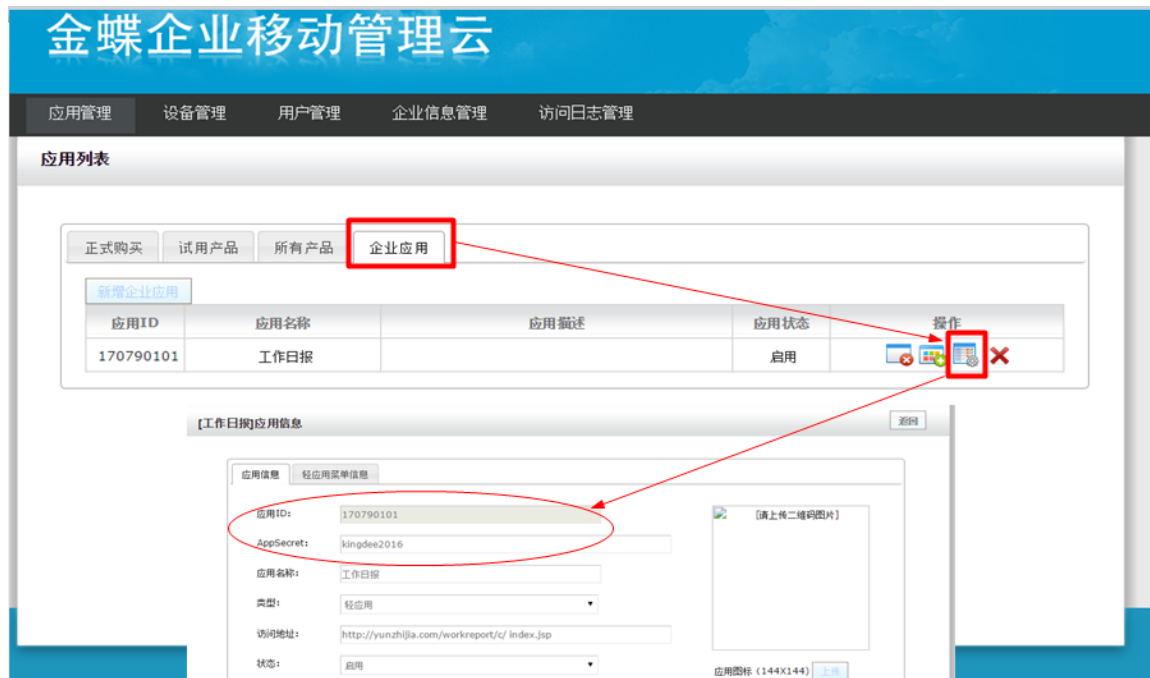 金蝶企业移动管理云
应用管理 设备管理 用户管理 企业信息管理 访问日志管理
应用列表
正式购买 试用产品 所有产品 企业应用
新增企业应用
应用ID 应用名称 应用描述 应用状态 操作
170790101 工作日报 启用
[工作日报]应用信息 返回
应用信息 轻应用菜单信息
应用ID: 170790101 [请上传二维码图片]
AppSecret: kingdee2016
应用名称: 工作日报
类型: 轻应用
访问地址: http://yunzhijia.com/workreport/c/ index.jsp
状态: 启用
应用图标 (144X144) 上传